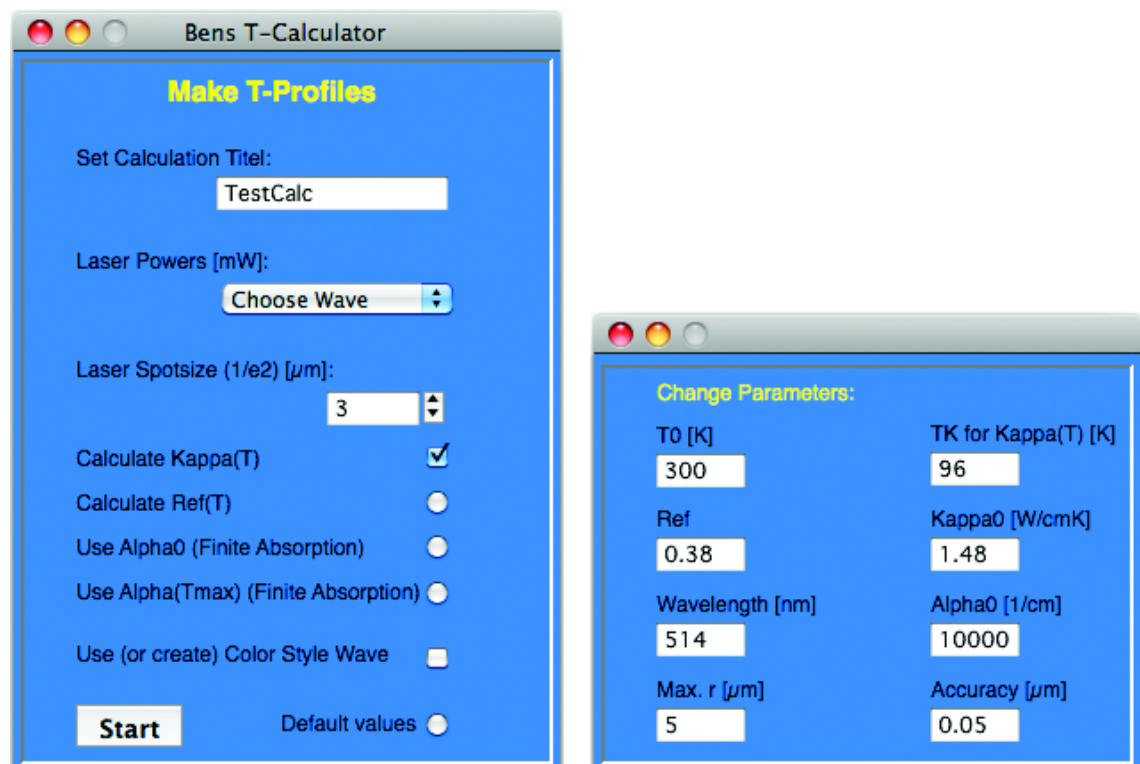 Bens T-Calculator
Make T-Profiles
Set Calculation Titel:
TestCalc
Laser Powers [mW]:
Choose Wave
Laser Spotsize (1/e2) [µm]:
3
Calculate Kappa(T)
Calculate Ref(T)
Use Alpha0 (Finite Absorption)
Use Alpha(Tmax) (Finite Absorption)
Use (or create) Color Style Wave
Start Default values
Change Parameters:
T0 [K] TK for Kappa(T) [K]
300 96
Ref Kappa0 [W/cmK]
0.38 1.48
Wavelength [nm] Alpha0 [1/cm]
514 10000
Max. r [µm] Accuracy [µm]
5 0.05